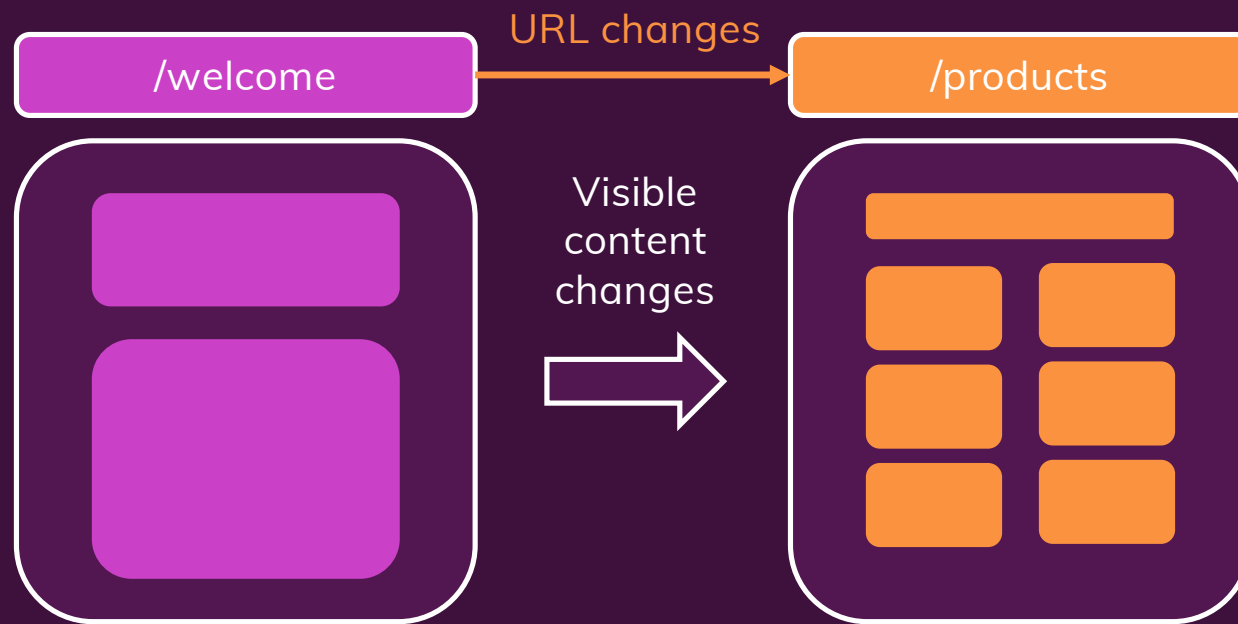 URL changes
/welcome
/products
Visible
content
changes